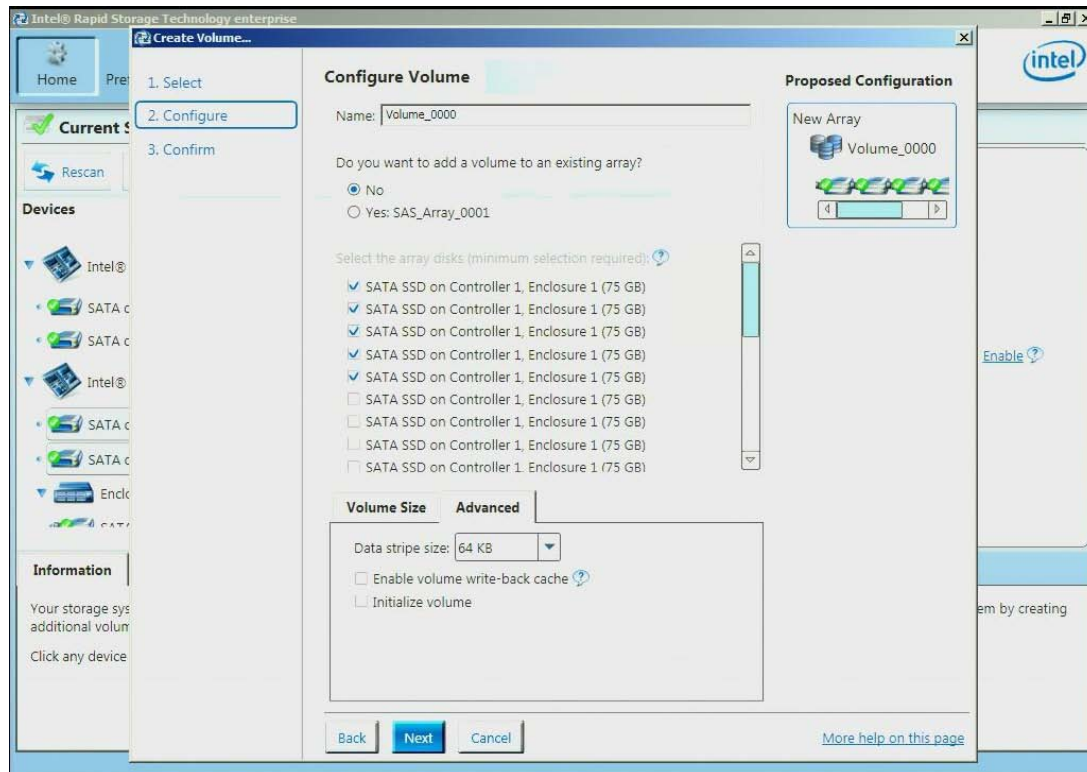 Intel® Rapid Storage Technology enterprise
Home
Create Volume...
intel
Current
Rescan
Devices
Intel®
SATA
SATA
Intel®
SATA
SATA
1. Select
2. Configure
3. Confirm
Configure Volume
Name: Volume_0000
Do you want to add a volume to an existing array?
No
Yes: SAS_Array_0001
Select the array disks (minimum selection required):
SATA SSD on Controller 1, Enclosure 1 (75 GB)
SATA SSD on Controller 1, Enclosure 1 (75 GB)
SATA SSD on Controller 1, Enclosure 1 (75 GB)
SATA SSD on Controller 1, Enclosure 1 (75 GB)
SATA SSD on Controller 1, Enclosure 1 (75 GB)
SATA SSD on Controller 1, Enclosure 1 (75 GB)
SATA SSD on Controller 1, Enclosure 1 (75 GB)
SATA SSD on Controller 1, Enclosure 1 (75 GB)
SATA SSD on Controller 1, Enclosure 1 (75 GB)
Volume Size Advanced
Data stripe size: 64 KB
Enable volume write-back cache
Initialize volume
Back Next Cancel
More help on this page
Proposed Configuration
New Array
Volume_0000
Enable
Information
Your storage
additional
Click any device
by creating